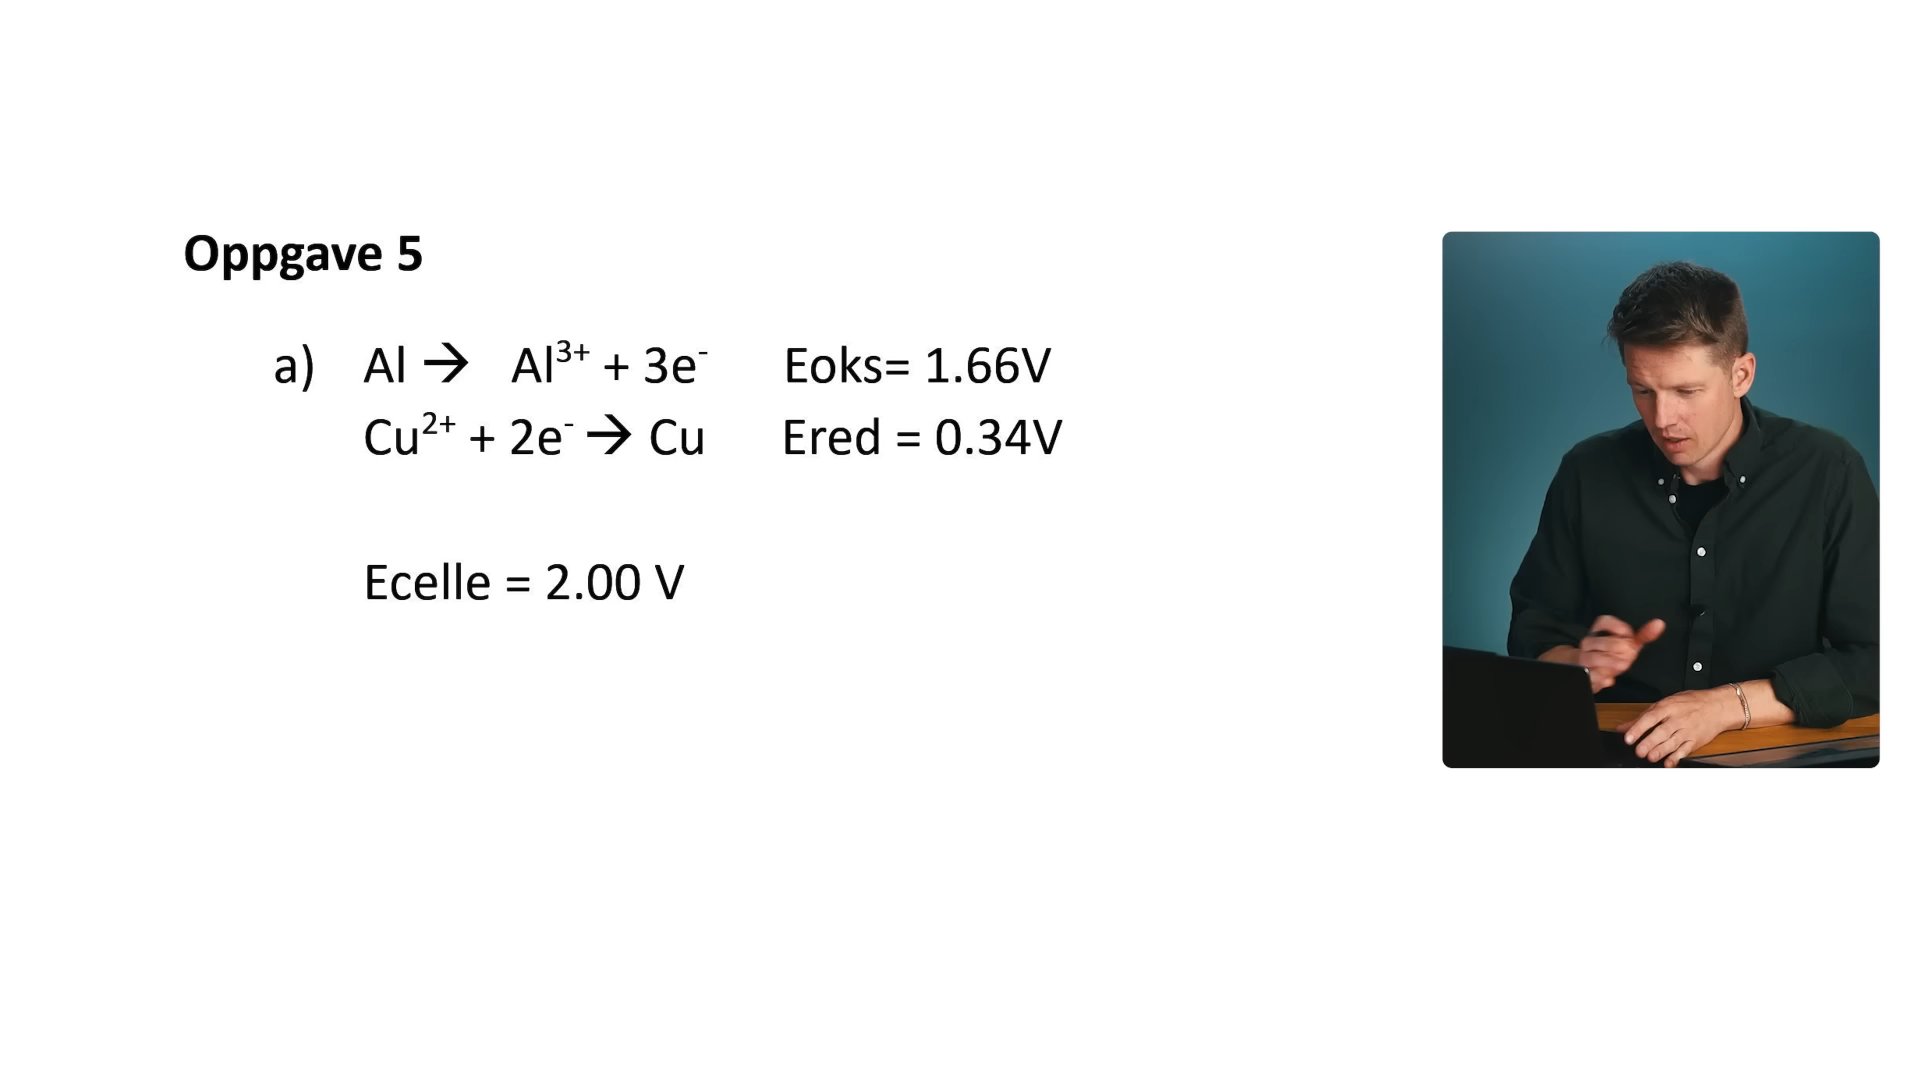 Oppgave 5
a) Al → Al³⁺ + 3e⁻ Eoks= 1.66V
Cu²⁺ + 2e⁻ → Cu Ered = 0.34V
Ecelle = 2.00 V